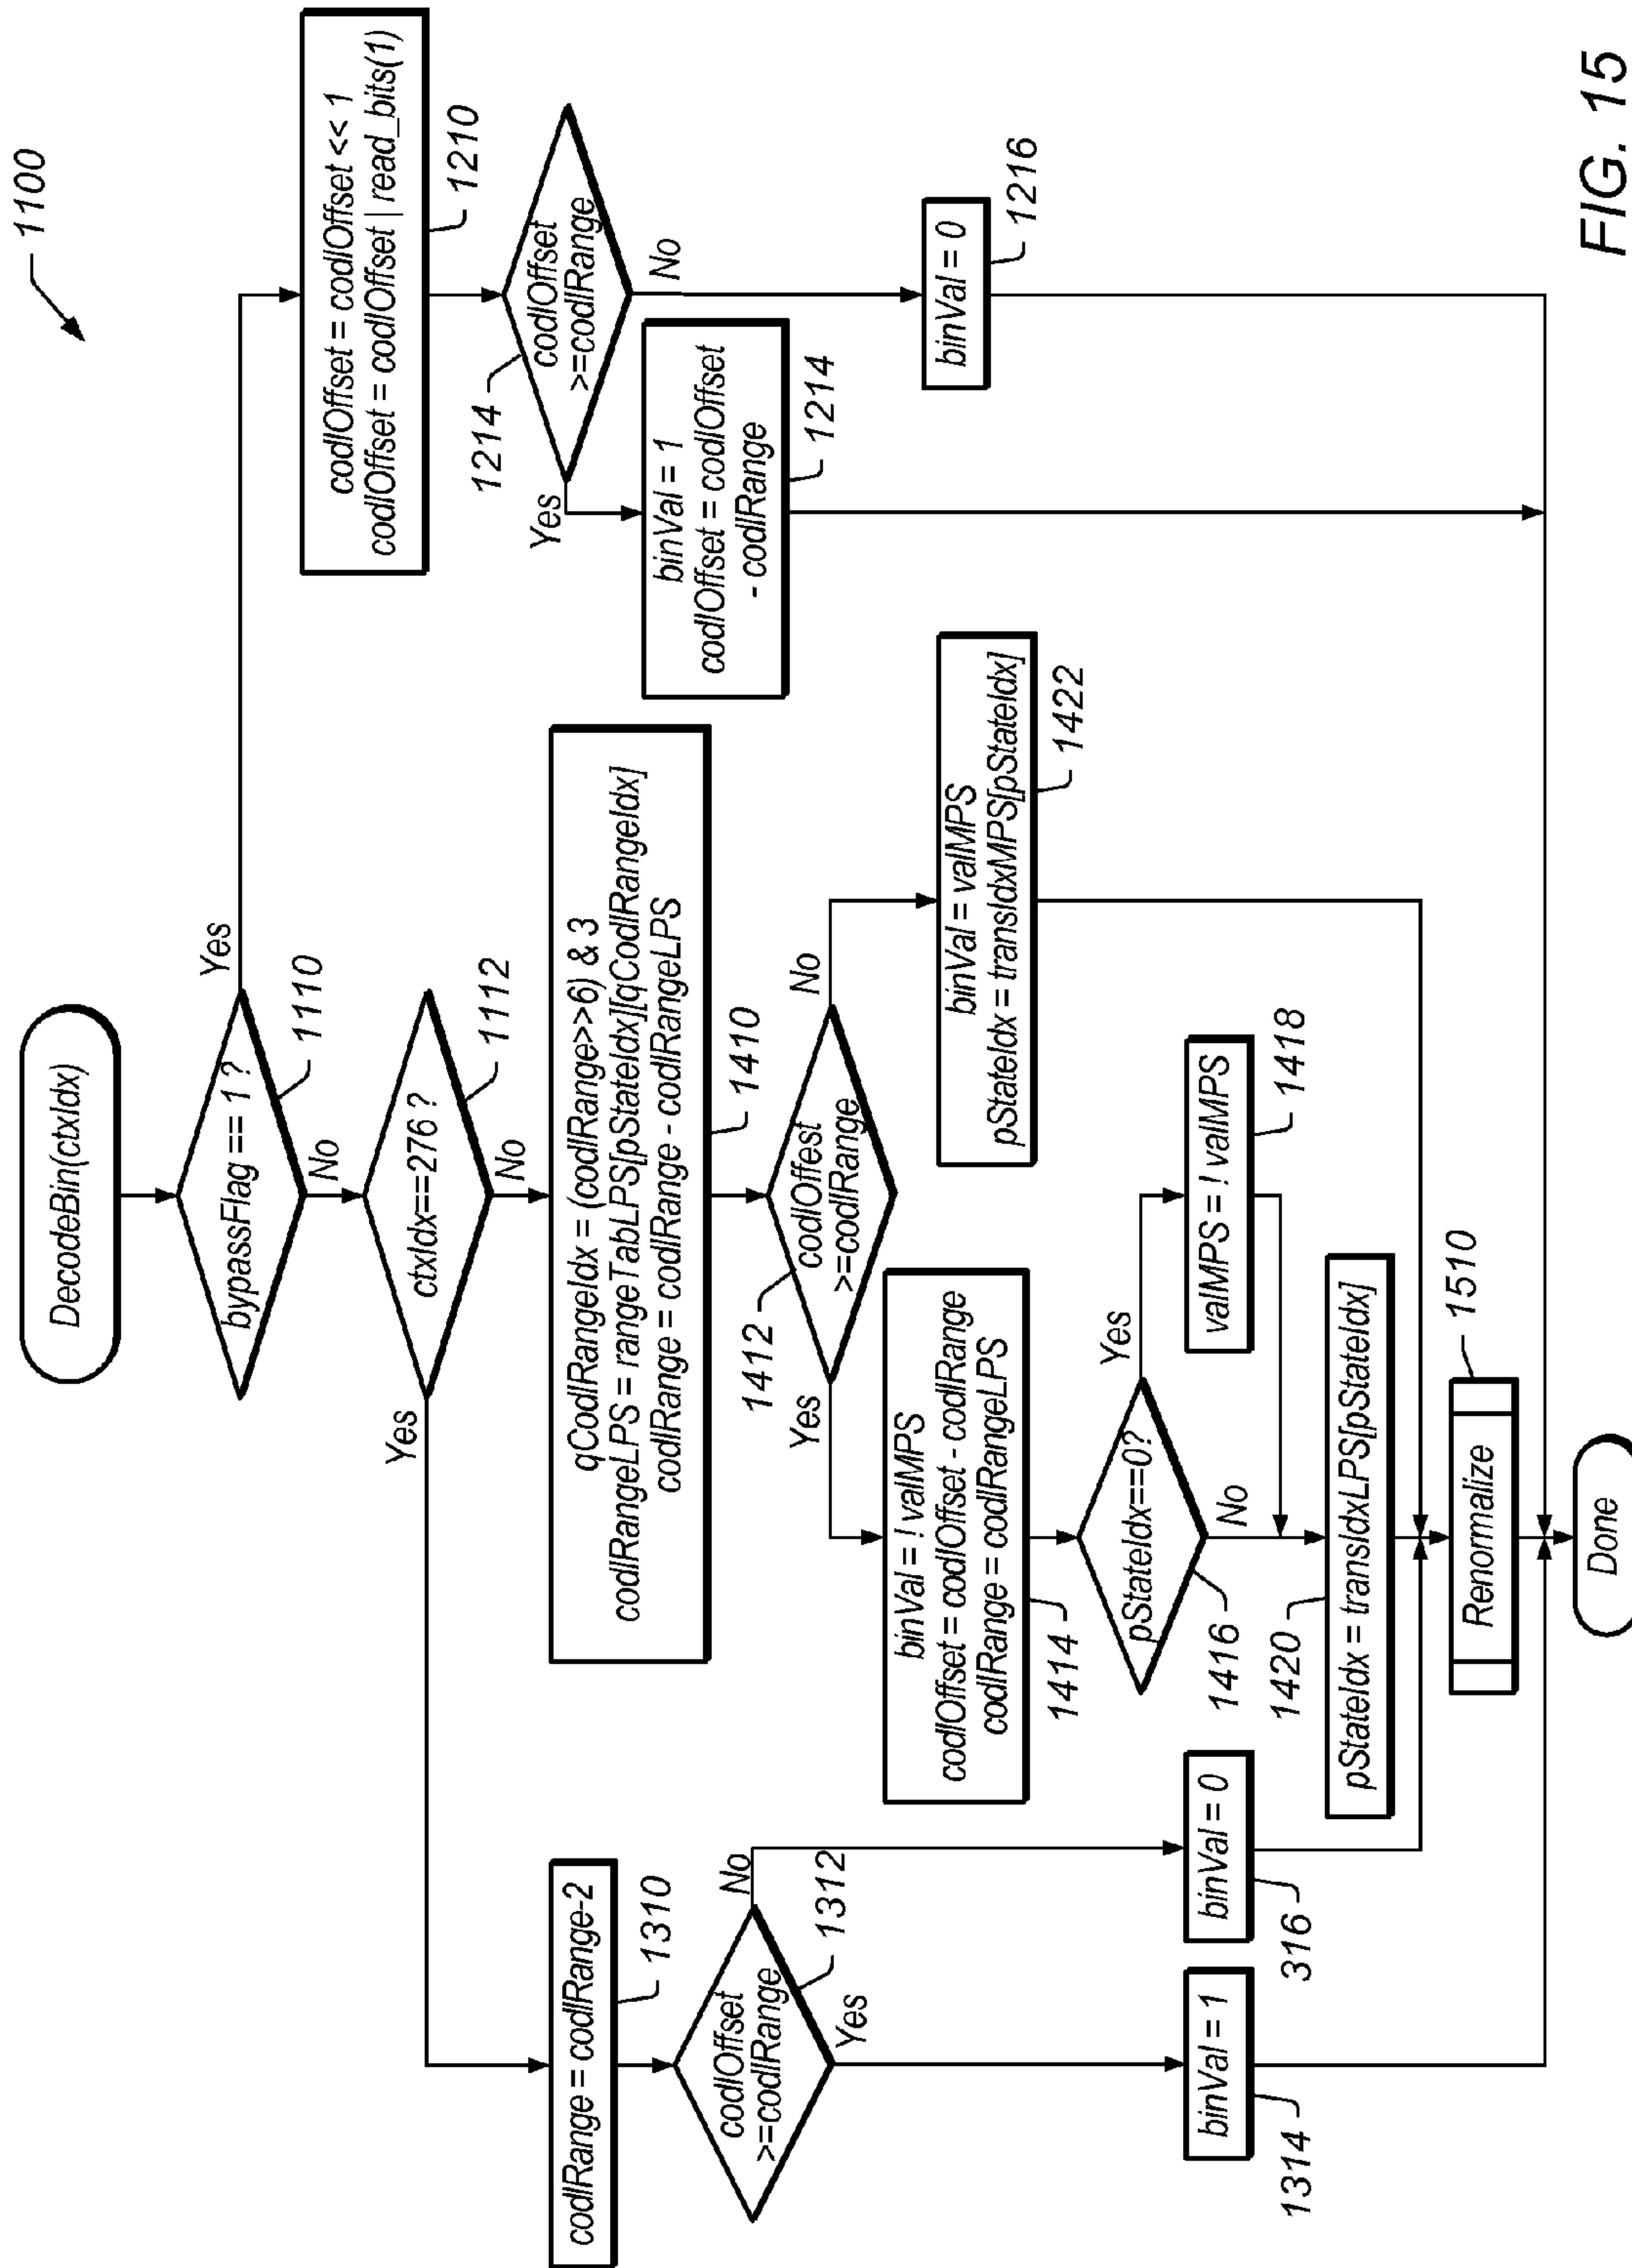 1100
DecodeBin(ctxIdx)
bypassFlag == 1 ?
Yes
1110
No
ctxIdx==276 ?
Yes
1112
No
codIOffset = codIOffset << 1
codIOffset = codIOffset | read_bits(1)
1210
codIOffset
>=codIRange
1214
Yes
No
binVal = 1
codIOffset = codIOffset
- codIRange
1214
binVal = 0
1216
qCodIRangeIdx = (codIRange>>6) & 3
codIRangeLPS = rangeTabLPS[pStateIdx][qCodIRangeIdx]
codIRange = codIRange - codIRangeLPS
1410
codIOffest
>=codIRange
1412
Yes
No
binVal = ! valMPS
codIOffset = codIOffset - codIRange
codIRange = codIRangeLPS
1414
binVal = valMPS
pStateIdx = transIdxMPS[pStateIdx]
1422
pStateIdx==0?
1416
Yes
No
valMPS = ! valMPS
1418
pStateIdx = transIdxLPS[pStateIdx]
1420
codIRange = codIRange-2
1310
codIOffset
>=codIRange
1312
No
Yes
binVal = 1
1314
binVal = 0
316
Renormalize
1510
Done
FIG. 15